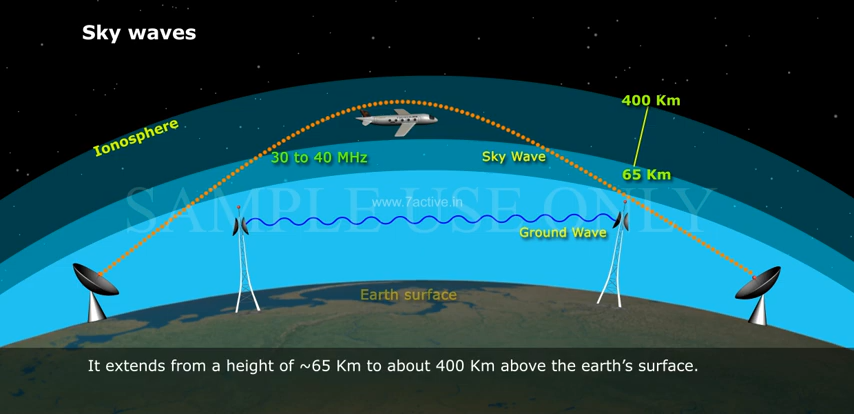 Sky waves
400 Km
Ionosphere
30 to 40 MHz
Sky Wave
65 Km
SAMPLE USE ONLY
www.7active.in
Ground Wave
Earth surface
It extends from a height of ~65 Km to about 400 Km above the earth's surface.